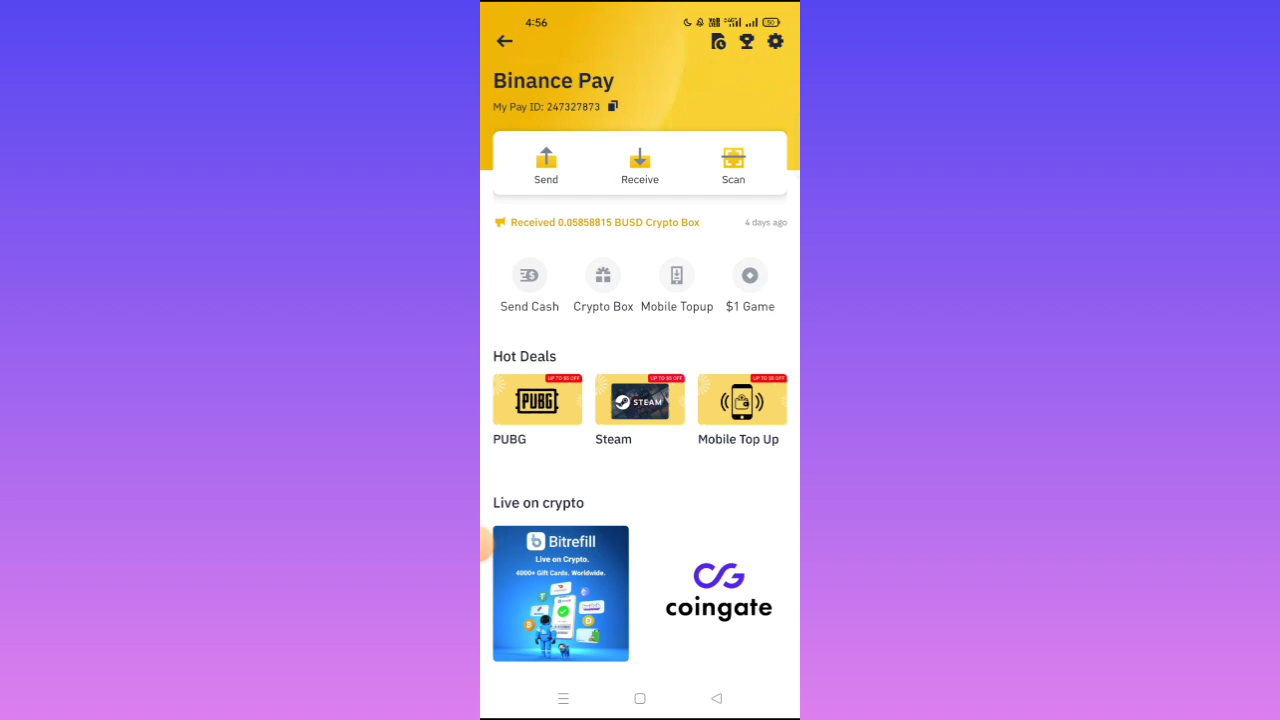 4:56
50
Binance Pay
My Pay ID: 247327873
Send
Receive
Scan
Received 0.05858815 BUSD Crypto Box
4 days ago
Send Cash
Crypto Box
Mobile Topup
$1 Game
Hot Deals
UP TO $5 OFF
UP TO $5 OFF
UP TO $5 OFF
PUBG
STEAM
PUBG
Steam
Mobile Top Up
Live on crypto
Bitrefill
Live on Crypto.
4000+ Gift Cards. Worldwide.
coingate